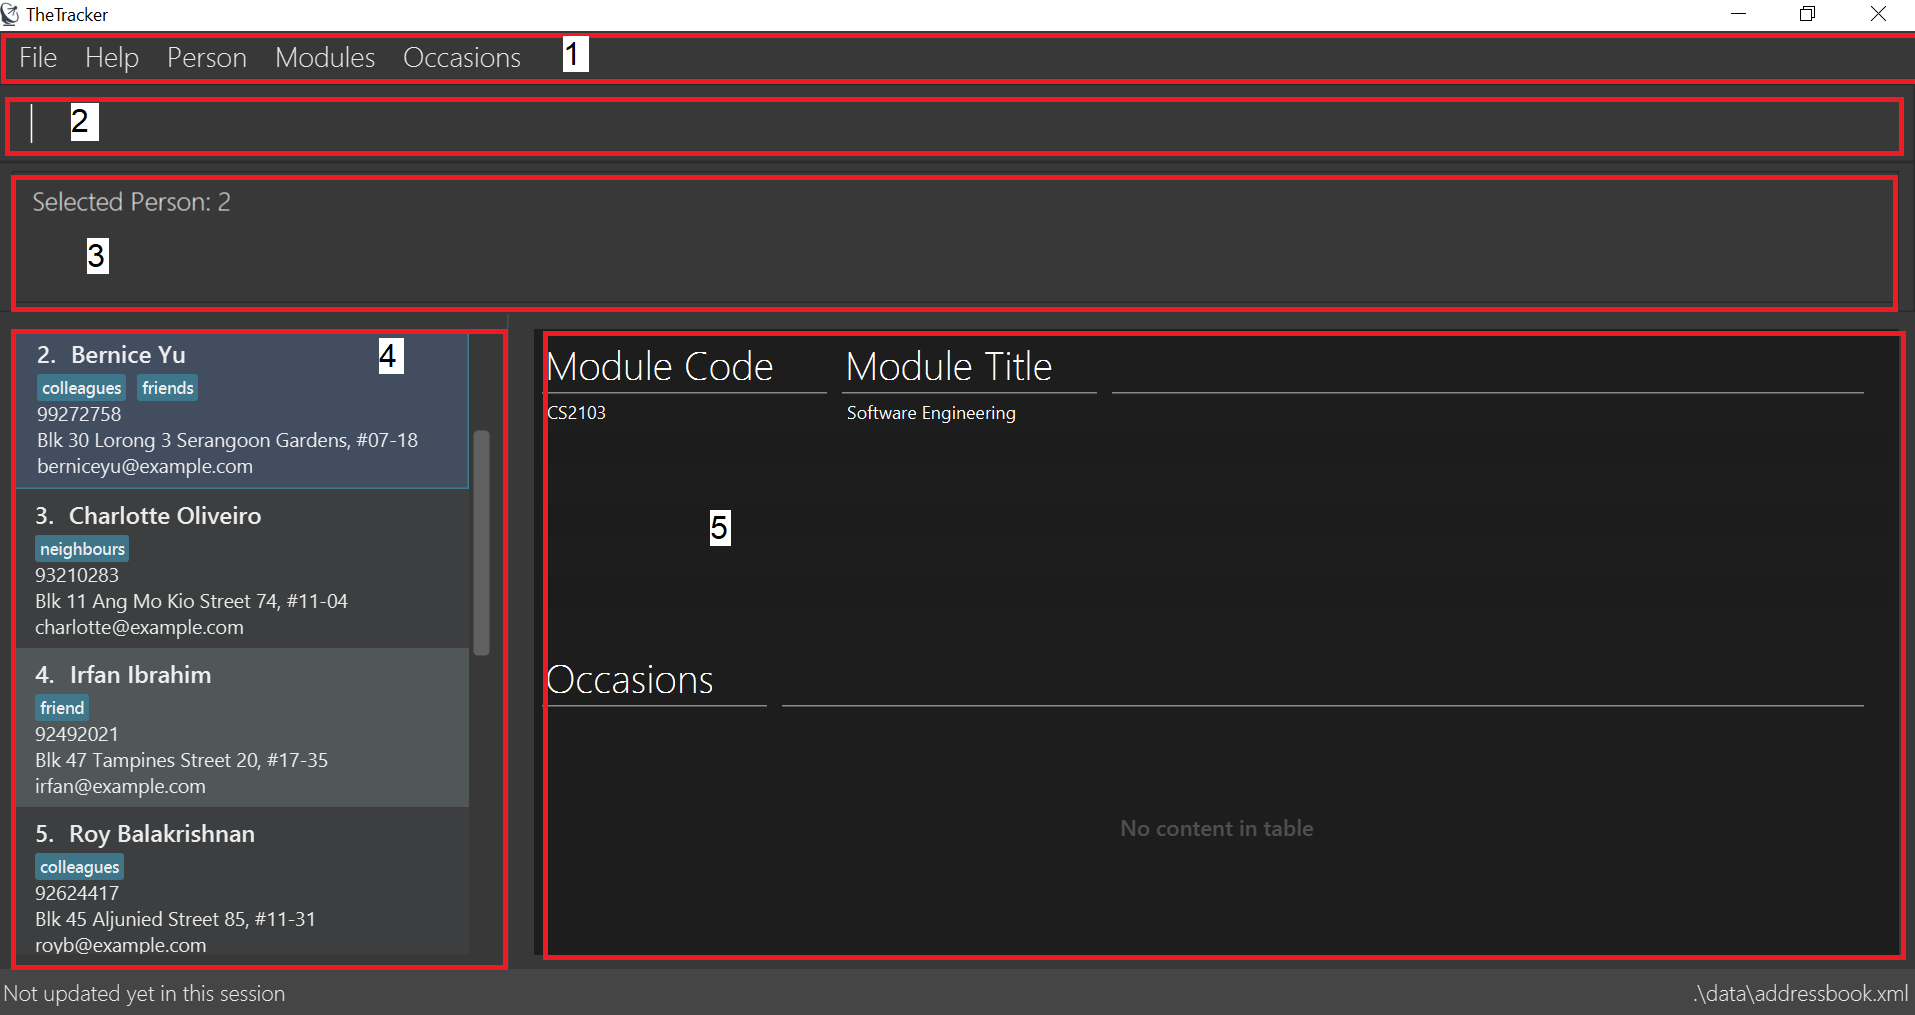 TheTracker
File Help Person Modules Occasions 1
2
Selected Person: 2
3
2. Bernice Yu 4
colleagues friends
99272758
Blk 30 Lorong 3 Serangoon Gardens, #07-18
berniceyu@example.com
3. Charlotte Oliveiro
neighbours
93210283
Blk 11 Ang Mo Kio Street 74, #11-04
charlotte@example.com
4. Irfan Ibrahim
friend
92492021
Blk 47 Tampines Street 20, #17-35
irfan@example.com
5. Roy Balakrishnan
colleagues
92624417
Blk 45 Aljunied Street 85, #11-31
royb@example.com
Module Code Module Title
CS2103 Software Engineering
5
Occasions
No content in table
Not updated yet in this session
.\data\addressbook.xml